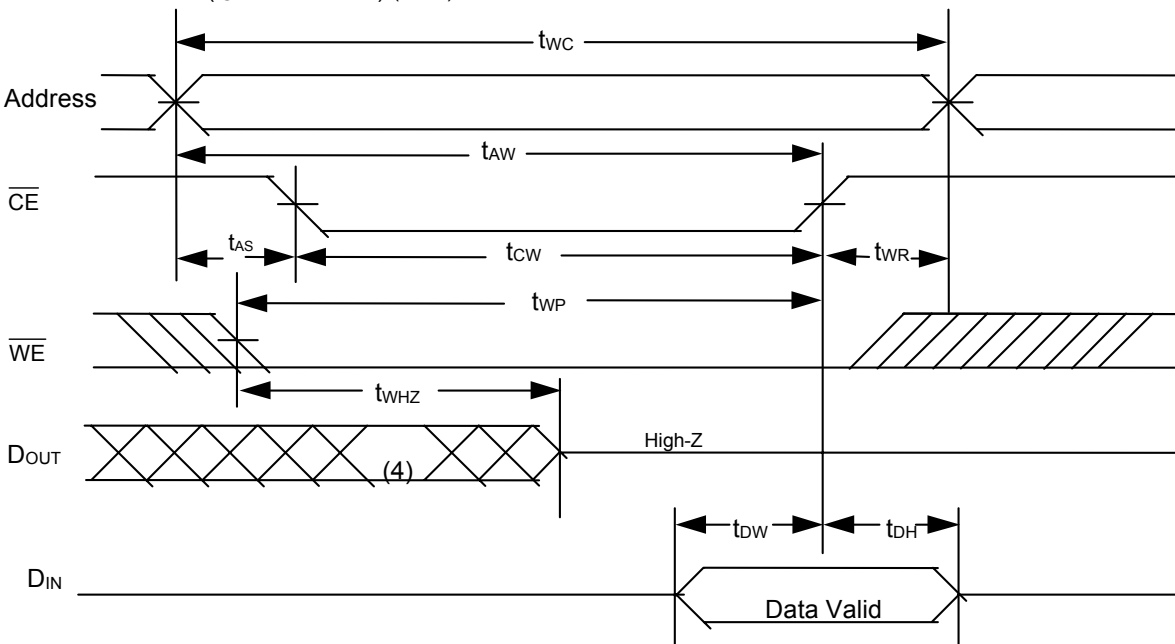 tWC
Address
tAW
CE
tAS
tCW
tWR
tWP
WE
tWHZ
DOUT
(4)
High-Z
tDW
tDH
DIN
Data Valid